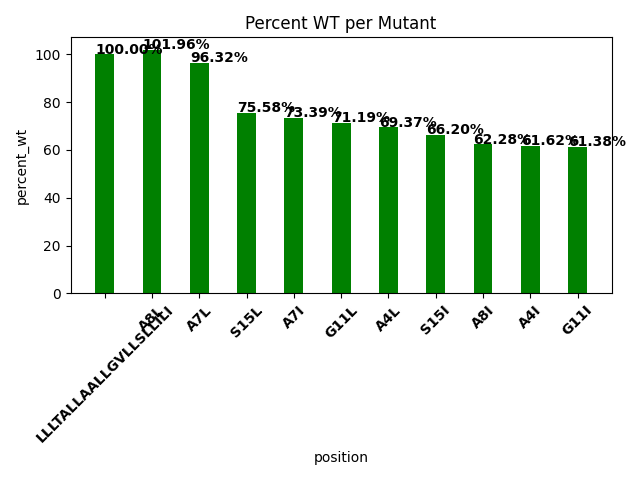 Percent WT per Mutant
100.00% 101.96% 96.32% 75.58% 73.39% 71.19% 69.37% 66.20% 62.28% 61.62% 61.38%
percent_wt
100
80
60
40
20
0
LLLTALLAALLGVLLSLLILI A8L A7L S15L A7I G11L A4L S15I A8I A4I G11I
position